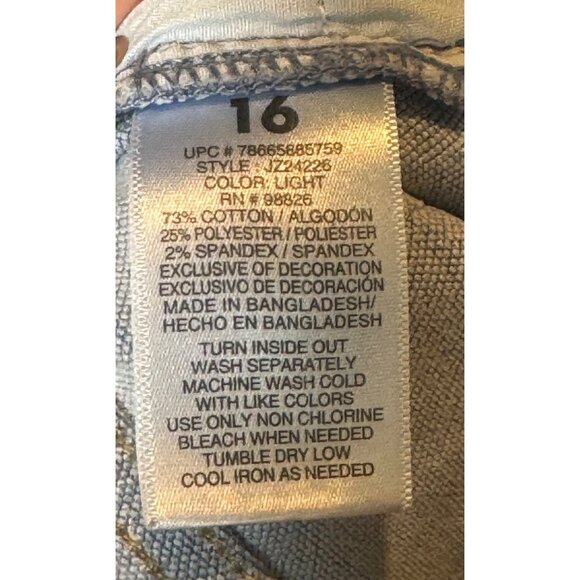 16
UPC # 78665885759
STYLE : JZ24226
COLOR: LIGHT
RN # 98826
73% COTTON / ALGODÓN
25% POLYESTER / POLIÉSTER
2% SPANDEX / SPANDEX
EXCLUSIVE OF DECORATION
EXCLUSIVO DE DECORACIÓN
MADE IN BANGLADESH/
HECHO EN BANGLADESH
TURN INSIDE OUT
WASH SEPARATELY
MACHINE WASH COLD
WITH LIKE COLORS
USE ONLY NON CHLORINE
BLEACH WHEN NEEDED
TUMBLE DRY LOW
COOL IRON AS NEEDED